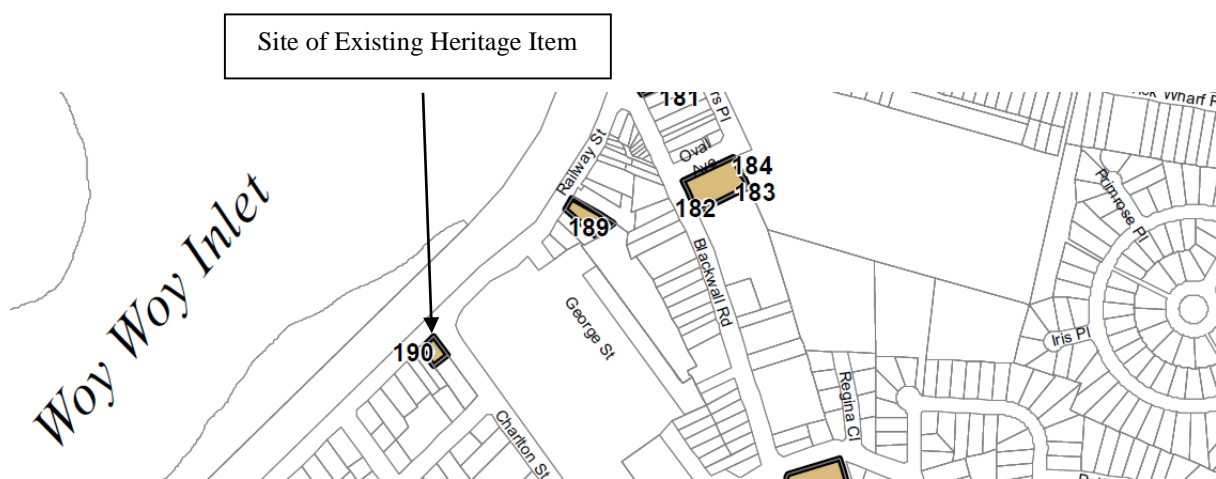 Site of Existing Heritage Item
181
Railway St
Oval
Ave
184
183
182
Primrose Pl
189
Woy Woy Inlet
Blackwall Rd
George St
Iris Pl
190
Regina Cl
Charlton St